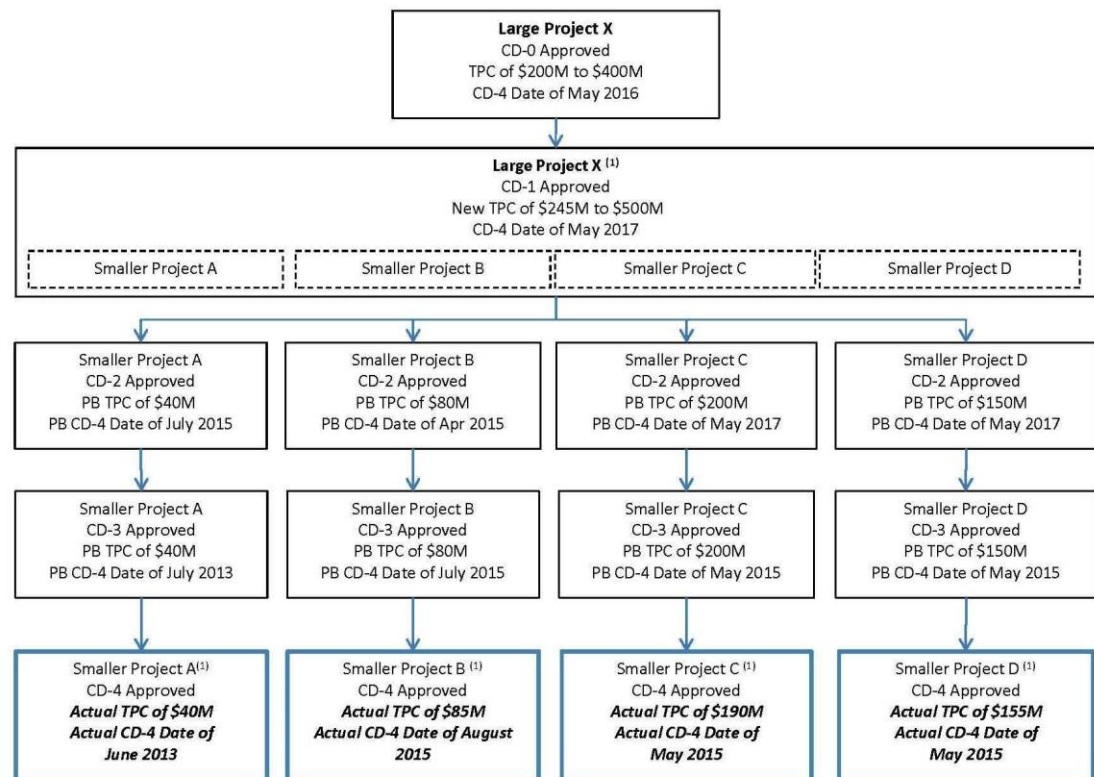 Large Project X
CD-0 Approved
TPC of $200M to $400M
CD-4 Date of May 2016
Large Project X (1)
CD-1 Approved
New TPC of $245M to $500M
CD-4 Date of May 2017
Smaller Project A
Smaller Project B
Smaller Project C
Smaller Project D
Smaller Project A
CD-2 Approved
PB TPC of $40M
PB CD-4 Date of July 2015
Smaller Project B
CD-2 Approved
PB TPC of $80M
PB CD-4 Date of Apr 2015
Smaller Project C
CD-2 Approved
PB TPC of $200M
PB CD-4 Date of May 2017
Smaller Project D
CD-2 Approved
PB TPC of $150M
PB CD-4 Date of May 2017
Smaller Project A
CD-3 Approved
PB TPC of $40M
PB CD-4 Date of July 2013
Smaller Project B
CD-3 Approved
PB TPC of $80M
PB CD-4 Date of July 2015
Smaller Project C
CD-3 Approved
PB TPC of $200M
PB CD-4 Date of May 2015
Smaller Project D
CD-3 Approved
PB TPC of $150M
PB CD-4 Date of May 2015
Smaller Project A(1)
CD-4 Approved
Actual TPC of $40M
Actual CD-4 Date of
June 2013
Smaller Project B (1)
CD-4 Approved
Actual TPC of $85M
Actual CD-4 Date of August
2015
Smaller Project C (1)
CD-4 Approved
Actual TPC of $190M
Actual CD-4 Date of
May 2015
Smaller Project D (1)
CD-4 Approved
Actual TPC of $155M
Actual CD-4 Date of
May 2015